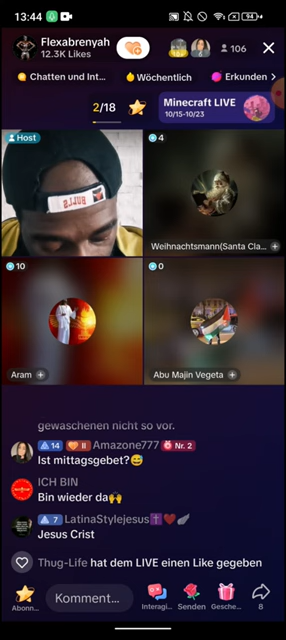 13:44
94
Flexabrenyah
12.3K Likes
106
Chatten und Int...
Wöchentlich
Erkunden
2/18
Minecraft LIVE
10/15-10/23
Host
4
Weihnachtsmann(Santa Cla...
10
0
Aram
Abu Majin Vegeta
gewaschenen nicht so vor.
14 II Amazone777 Nr. 2
Ist mittagsgebet?😅
ICH BIN
Bin wieder da🙌
7 LatinaStylejesus✝️❤️🪽
Jesus Crist
Thug-Life hat dem LIVE einen Like gegeben
Kommentar...
Abonn...
Interagi...
Senden
Gesche...
8